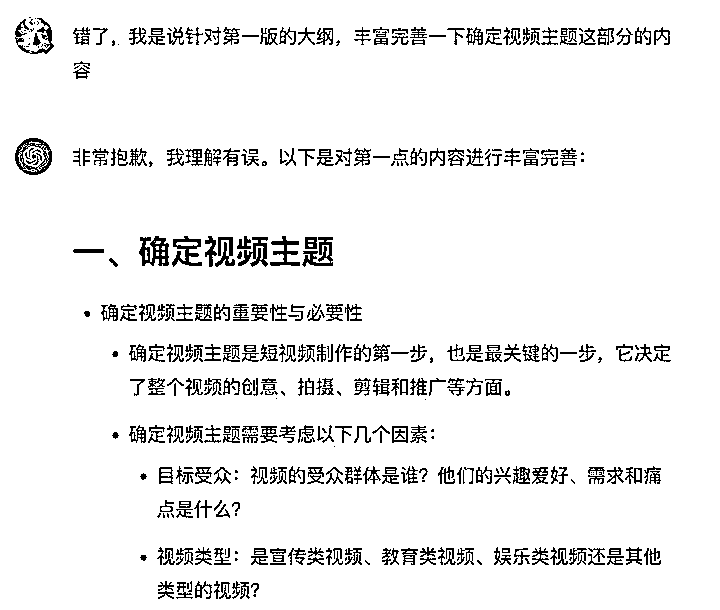 错了，我是说针对第一版的大纲，丰富完善一下确定视频主题这部分的内
容
非常抱歉，我理解有误。以下是对第一点的内容进行丰富完善：
一、确定视频主题
• 确定视频主题的重要性与必要性
• 确定视频主题是短视频制作的第一步，也是最关键的一步，它决定
了整个视频的创意、拍摄、剪辑和推广等方面。
• 确定视频主题需要考虑以下几个因素：
• 目标受众：视频的受众群体是谁？他们的兴趣爱好、需求和痛
点是什么？
• 视频类型：是宣传类视频、教育类视频、娱乐类视频还是其他
类型的视频？